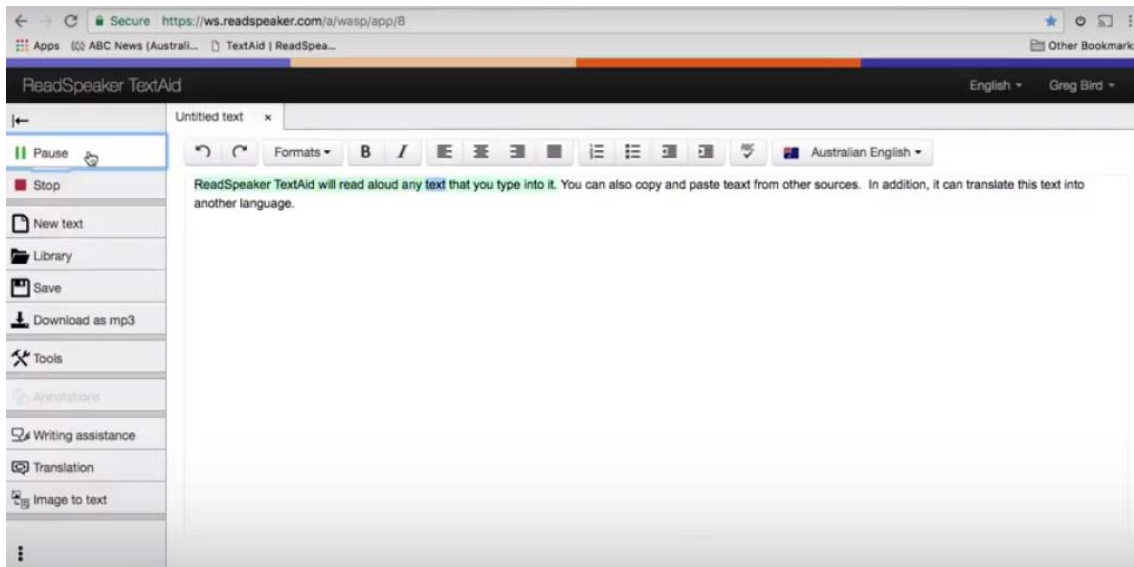 Secure https://ws.readspeaker.com/a/wasp/app/8
Apps ABC News (Australi... TextAid | ReadSpea... Other Bookmark
ReadSpeaker TextAid English Greg Bird
Untitled text x
Pause
Formats B I ABC Australian English
Stop
ReadSpeaker TextAid will read aloud any text that you type into it. You can also copy and paste teaxt from other sources. In addition, it can translate this text into
another language.
New text
Library
Save
Download as mp3
Tools
Annotations
Writing assistance
Translation
Image to text